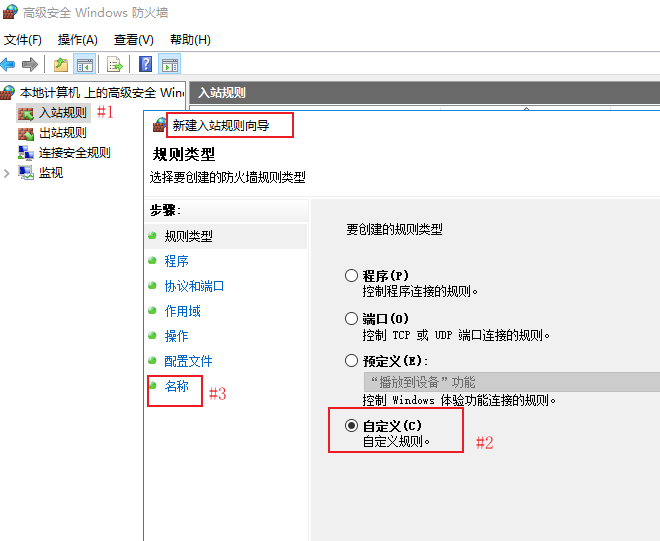 高级安全 Windows 防火墙
文件(F) 操作(A) 查看(V) 帮助(H)
本地计算机 上的高级安全 Win
入站规则
入站规则 #1
出站规则
连接安全规则
监视
新建入站规则向导
规则类型
选择要创建的防火墙规则类型
步骤:
规则类型
程序
协议和端口
作用域
操作
配置文件
名称 #3
要创建的规则类型
程序(P)
控制程序连接的规则。
端口(O)
控制 TCP 或 UDP 端口连接的规则。
预定义(E):
“播放到设备”功能
控制 Windows 体验功能连接的规则。
自定义(C)
自定义规则。 #2